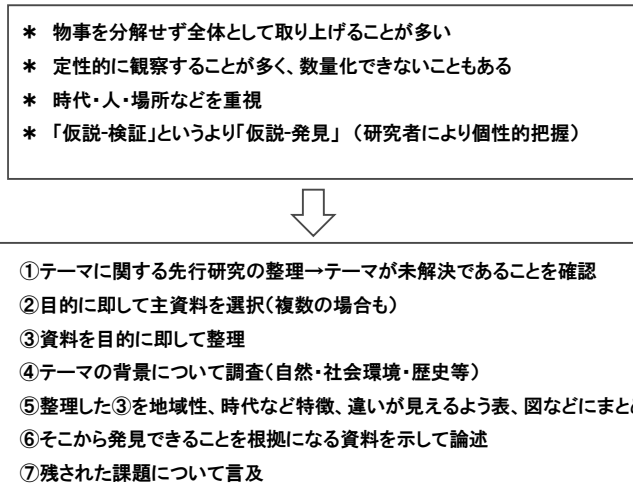 ＊ 物事を分解せず全体として取り上げることが多い
＊ 定性的に観察することが多く、数量化できないこともある
＊ 時代・人・場所などを重視
＊ 「仮説-検証」というより「仮説-発見」（研究者により個性的把握）
①テーマに関する先行研究の整理→テーマが未解決であることを確認
②目的に即して主資料を選択(複数の場合も)
③資料を目的に即して整理
④テーマの背景について調査(自然・社会環境・歴史等)
⑤整理した③を地域性、時代など特徴、違いが見えるよう表、図などにまと
⑥そこから発見できることを根拠になる資料を示して論述
⑦残された課題について言及